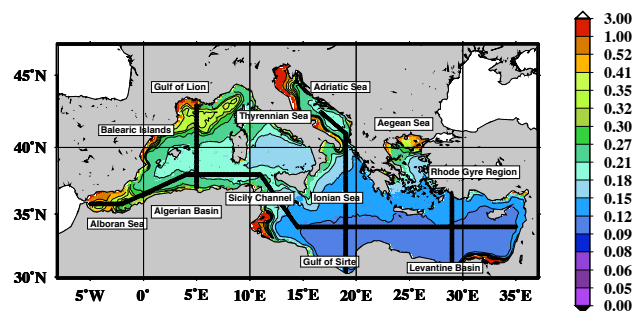 3.00
1.00
0.52
0.41
0.35
0.32
0.30
0.27
0.21
0.18
0.15
0.12
0.09
0.08
0.06
0.05
0.00
45°N
40°N
35°N
30°N
Gulf of Lion
Adriatic Sea
Thyrennian Sea
Aegean Sea
Balearic Islands
Rhode Gyre Region
Sicily Channel
Ionian Sea
Algerian Basin
Alboran Sea
Gulf of Sirte
Levantine Basin
5°W 0° 5°E 10°E 15°E 20°E 25°E 30°E 35°E